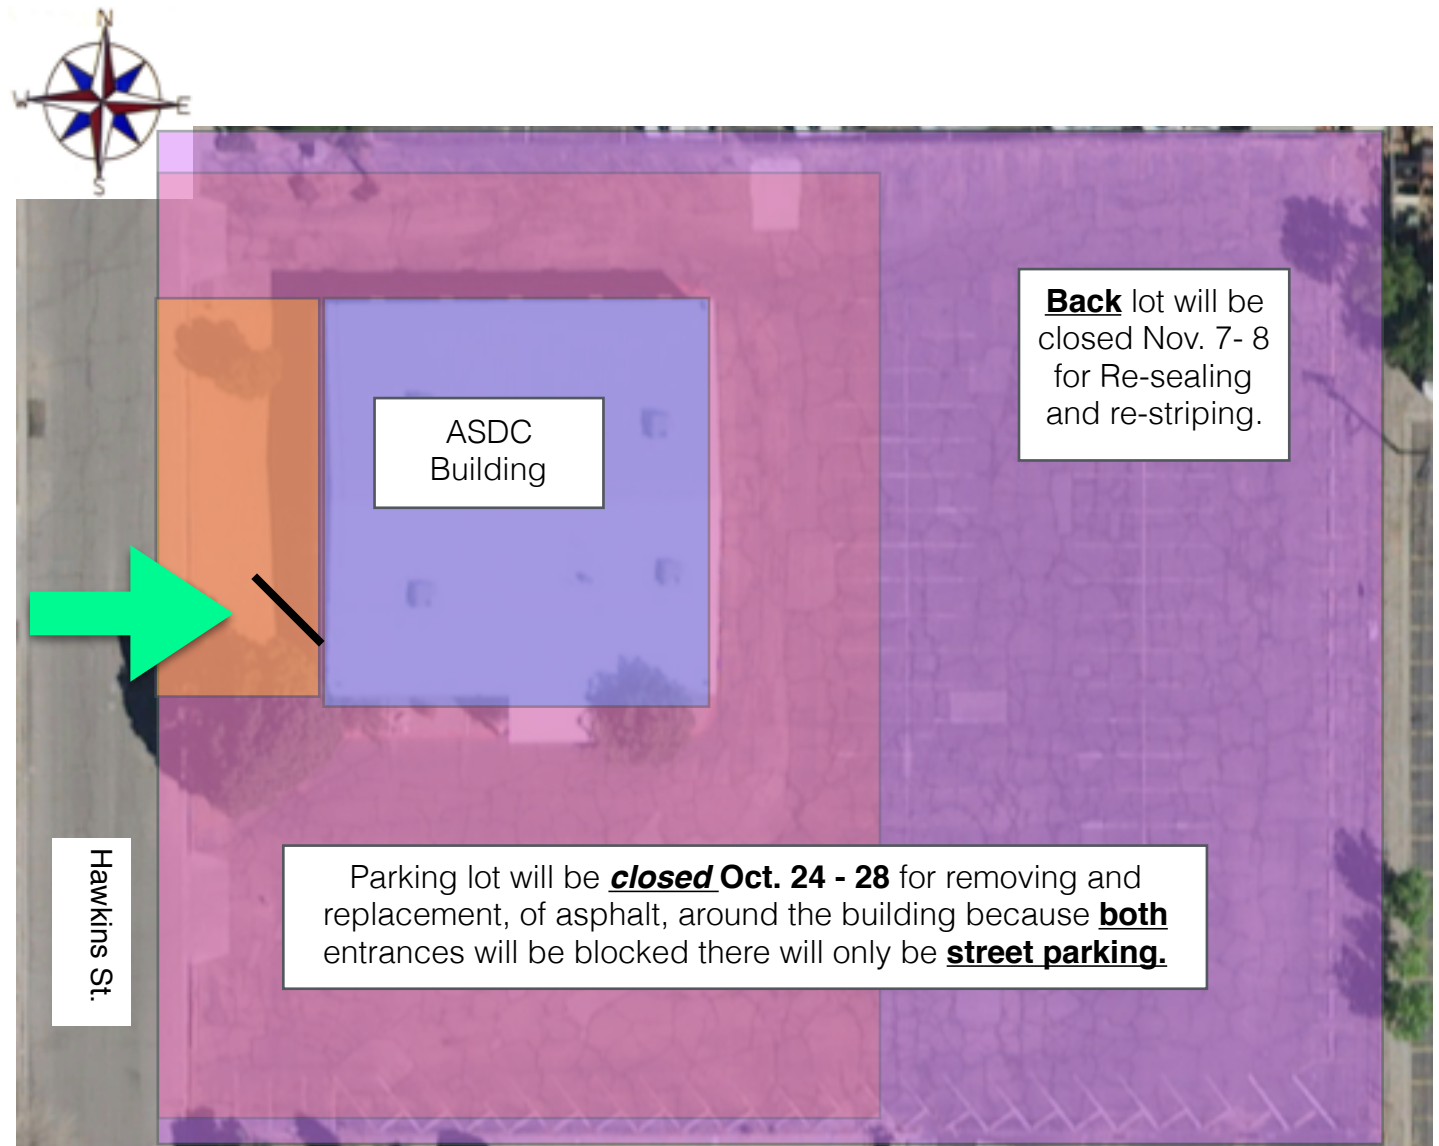 N
W
E
S
Back lot will be
closed Nov. 7- 8
for Re-sealing
and re-striping.
ASDC
Building
Parking lot will be closed Oct. 24 - 28 for removing and
replacement, of asphalt, around the building because both
entrances will be blocked there will only be street parking.
Hawkins St.